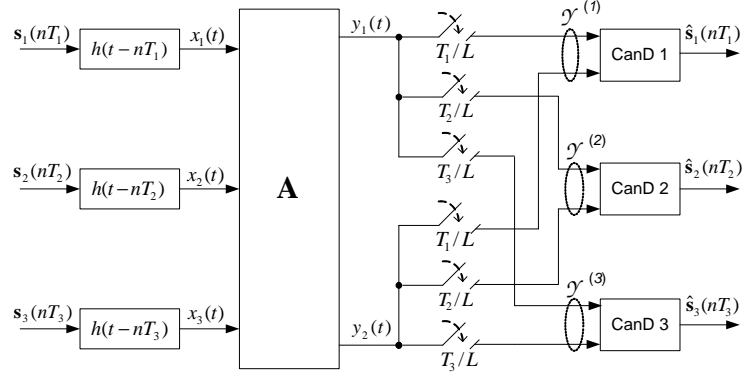 s₁(nT₁)
h(t−nT₁)
x₁(t)
s₂(nT₂)
h(t−nT₂)
x₂(t)
s₃(nT₃)
h(t−nT₃)
x₃(t)
A
y₁(t)
y₂(t)
T₁/L
T₂/L
T₃/L
T₁/L
T₂/L
T₃/L
𝒴⁽¹⁾
𝒴⁽²⁾
𝒴⁽³⁾
CanD 1
ŝ₁(nT₁)
CanD 2
ŝ₂(nT₂)
CanD 3
ŝ₃(nT₃)